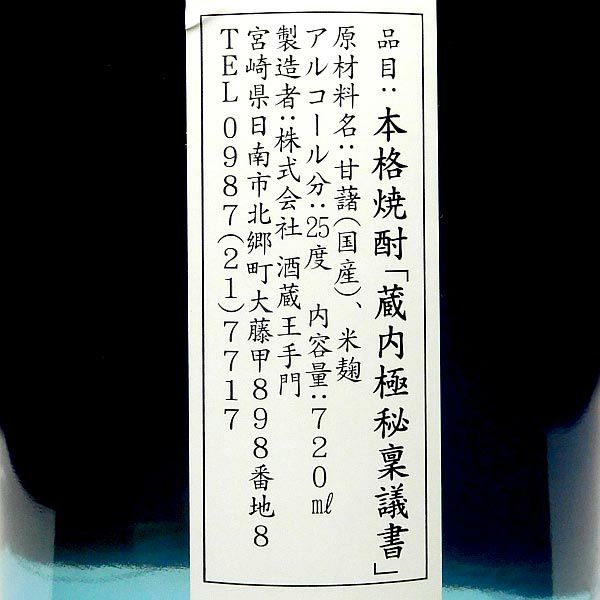 品目：本格焼酎「蔵内極秘稟議書」
原材料名：甘藷（国産）、米麹
アルコール分：25度　内容量：７２０㎖
製造者：株式会社 酒蔵王手門
宮崎県日南市北郷町大藤甲８９８番地８
ＴＥＬ０９８７（２１）７７１７